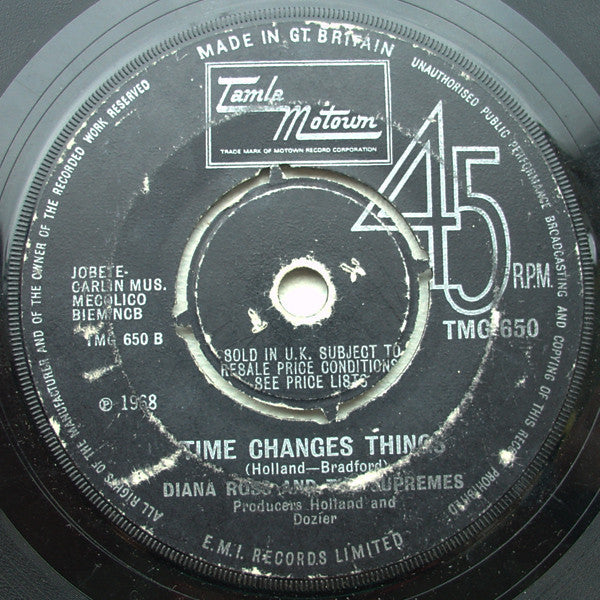 MADE IN GT. BRITAIN
UNAUTHORISED PUBLIC PERFORMANCE BROADCASTING AND COPYING OF THIS RECORD PROHIBITED
ALL RIGHTS OF THE MANUFACTURER AND OF THE OWNER OF THE RECORDED WORK RESERVED
Tamla
Motown
TRADE MARK OF MOTOWN RECORD CORPORATION
45
R.P.M.
TMG 650
JOBETE-
CARLIN MUS.
MECOLICO
BIEM/NCB
TMG 650 B
SOLD IN U.K. SUBJECT TO
RESALE PRICE CONDITIONS
SEE PRICE LISTS
℗ 1968
TIME CHANGES THINGS
(Holland—Bradford)
DIANA ROSS AND THE SUPREMES
Producers Holland and
Dozier
E.M.I. RECORDS LIMITED